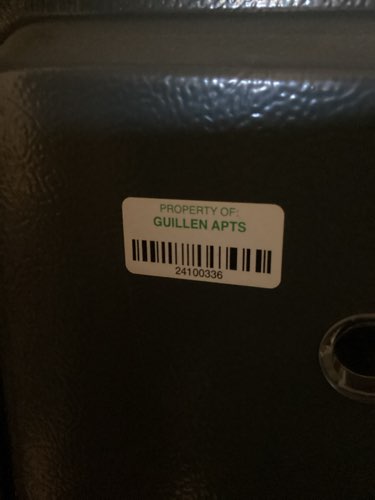 PROPERTY OF:
GUILLEN APTS
24100336